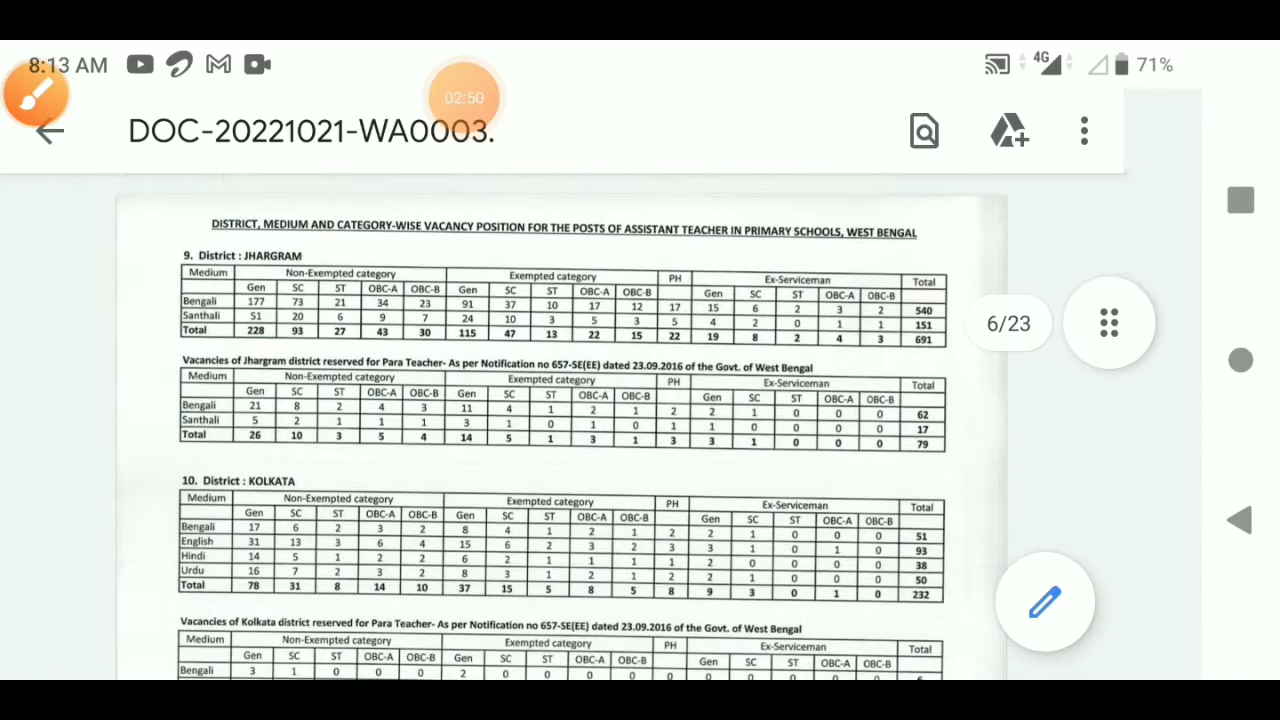 8:13 AM 4G 71%
02:50
DOC-20221021-WA0003.
DISTRICT, MEDIUM AND CATEGORY-WISE VACANCY POSITION FOR THE POSTS OF ASSISTANT TEACHER IN PRIMARY SCHOOLS, WEST BENGAL
9. District : JHARGRAM
Medium Non-Exempted category Exempted category PH Ex-Serviceman Total
Gen SC ST OBC-A OBC-B Gen SC ST OBC-A OBC-B Gen SC ST OBC-A OBC-B
Bengali 177 73 21 34 23 91 37 10 17 12 17 15 6 2 3 2 540
Santhali 51 20 6 9 7 24 10 3 5 3 5 4 2 0 1 1 151
Total 228 93 27 43 30 115 47 13 22 15 22 19 8 2 4 3 691
6/23
Vacancies of Jhargram district reserved for Para Teacher- As per Notification no 657-SE(EE) dated 23.09.2016 of the Govt. of West Bengal
Medium Non-Exempted category Exempted category PH Ex-Serviceman Total
Gen SC ST OBC-A OBC-B Gen SC ST OBC-A OBC-B Gen SC ST OBC-A OBC-B
Bengali 21 8 2 4 3 11 4 1 2 1 2 2 1 0 0 0 62
Santhali 5 2 1 1 1 3 1 0 1 0 1 1 0 0 0 0 17
Total 26 10 3 5 4 14 5 1 3 1 3 3 1 0 0 0 79
10. District : KOLKATA
Medium Non-Exempted category Exempted category PH Ex-Serviceman Total
Gen SC ST OBC-A OBC-B Gen SC ST OBC-A OBC-B Gen SC ST OBC-A OBC-B
Bengali 17 6 2 3 2 8 4 1 2 1 2 2 1 0 0 0 51
English 31 13 3 6 4 15 6 2 3 2 3 3 1 0 1 0 93
Hindi 14 5 1 2 2 6 2 1 1 1 1 2 0 0 0 0 38
Urdu 16 7 2 3 2 8 3 1 2 1 2 2 1 0 0 0 50
Total 78 31 8 14 10 37 15 5 8 5 8 9 3 0 1 0 232
Vacancies of Kolkata district reserved for Para Teacher- As per Notification no 657-SE(EE) dated 23.09.2016 of the Govt. of West Bengal
Medium Non-Exempted category Exempted category PH Ex-Serviceman Total
Gen SC ST OBC-A OBC-B Gen SC ST OBC-A OBC-B Gen SC ST OBC-A OBC-B
Bengali 3 1 0 0 0 2 0 0 0 0 0 0 0 0 0 0